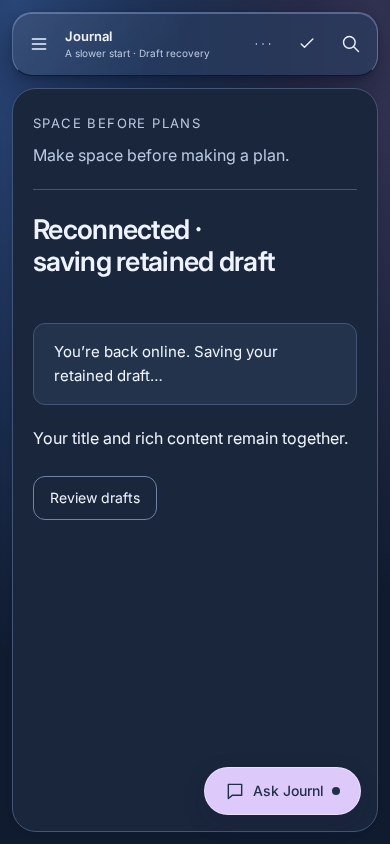 Journal
A slower start · Draft recovery
SPACE BEFORE PLANS
Make space before making a plan.
Reconnected ·
saving retained draft
You’re back online. Saving your
retained draft…
Your title and rich content remain together.
Review drafts
Ask Journl